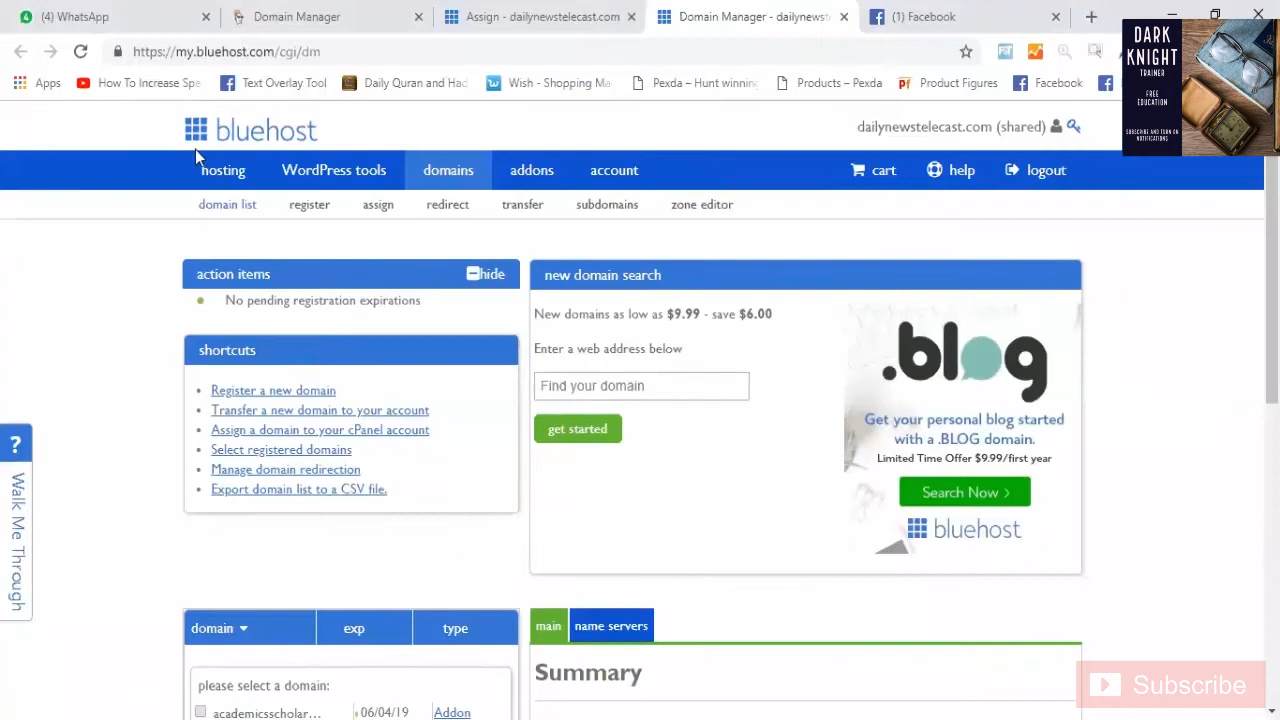 (4) WhatsApp
Domain Manager
Assign - dailynewstelecast.com
Domain Manager - dailynewst
(1) Facebook
https://my.bluehost.com/cgi/dm
Apps
How To Increase Spe
Text Overlay Tool
Daily Quran and Had
Wish - Shopping Ma
Pexda – Hunt winning
Products – Pexda
Product Figures
Facebook
DARK
KNIGHT
TRAINER
FREE
EDUCATION
SUBSCRIBE AND TURN ON
NOTIFICATIONS
bluehost
dailynewstelecast.com (shared)
hosting
WordPress tools
domains
addons
account
cart
help
logout
domain list
register
assign
redirect
transfer
subdomains
zone editor
action items
hide
No pending registration expirations
shortcuts
Register a new domain
Transfer a new domain to your account
Assign a domain to your cPanel account
Select registered domains
Manage domain redirection
Export domain list to a CSV file.
new domain search
New domains as low as $9.99 - save $6.00
Enter a web address below
Find your domain
get started
.blog
Get your personal blog started
with a .BLOG domain.
Limited Time Offer $9.99/first year
Search Now >
bluehost
? Walk Me Through
domain
exp
type
please select a domain:
academicsscholar...
06/04/19
Addon
main
name servers
Summary
Subscribe